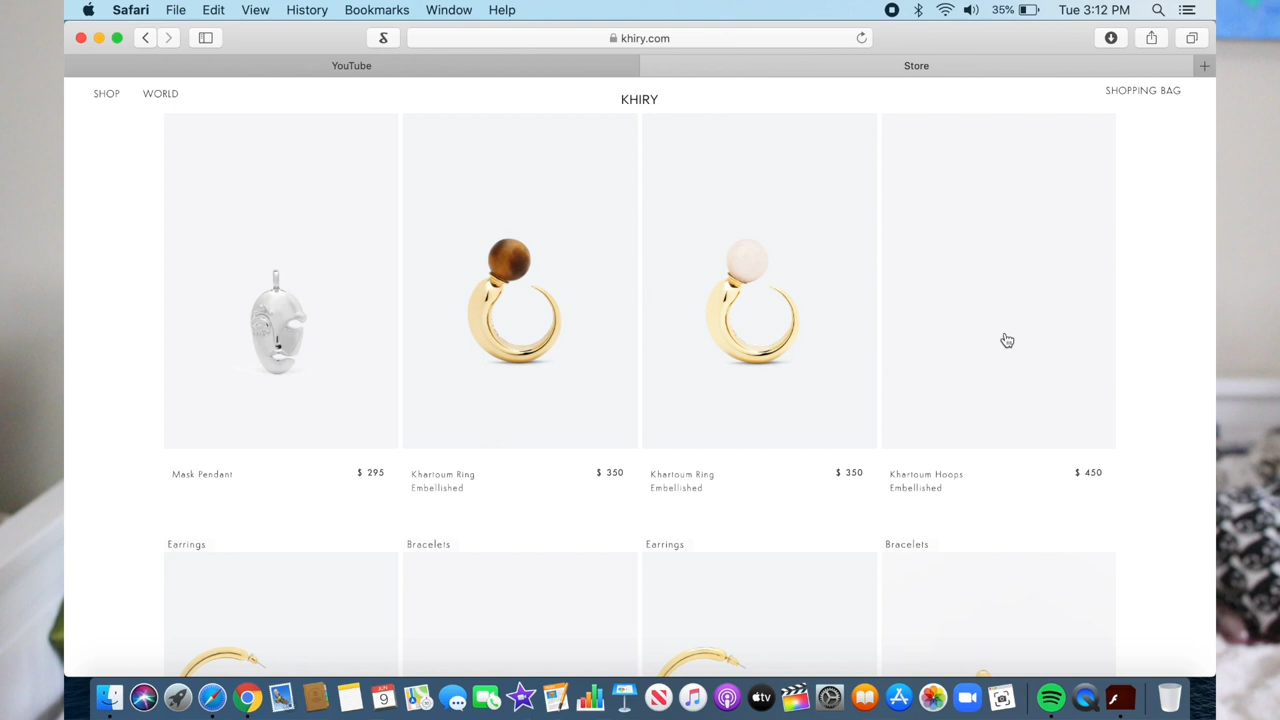 Safari File Edit View History Bookmarks Window Help 35% Tue 3:12 PM
khiry.com
YouTube Store
SHOP WORLD KHIRY SHOPPING BAG
Mask Pendant $ 295
Khartoum Ring $ 350
Embellished
Khartoum Ring $ 350
Embellished
Khartoum Hoops $ 450
Embellished
Earrings Bracelets Earrings Bracelets
9
tv